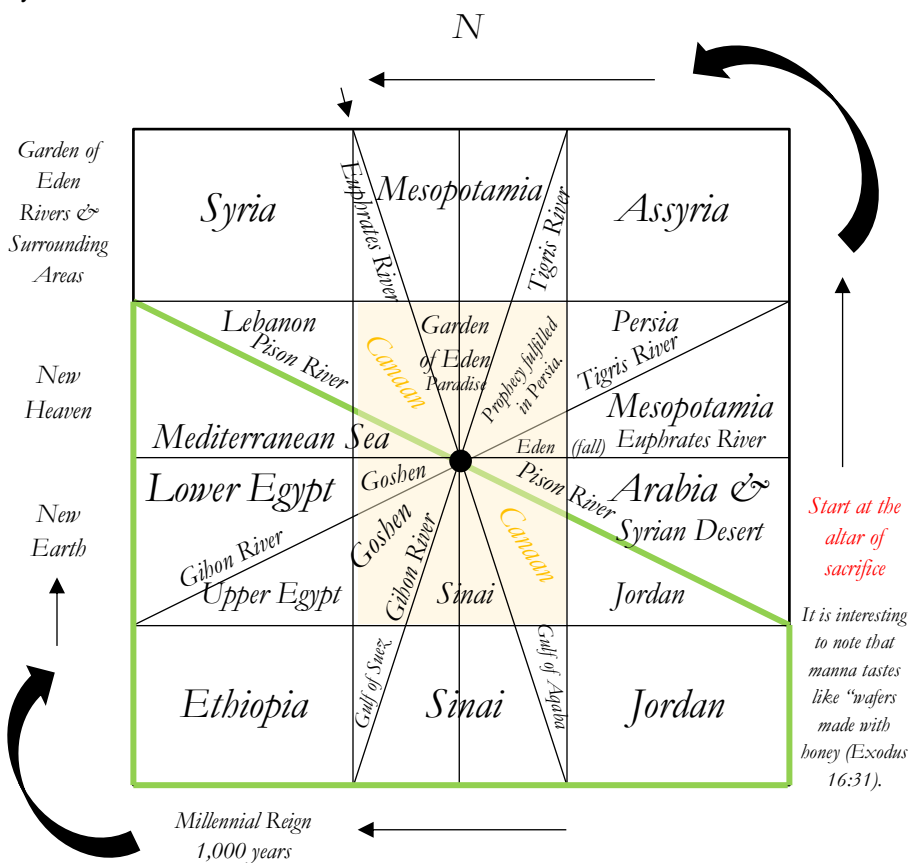 N
Garden of
Eden
Rivers &
Surrounding
Areas
Syria
Euphrates River
Mesopotamia
Tigris River
Assyria
New
Heaven
Lebanon
Pison River
Canaan
Garden
of Eden
Paradise
Prophecy fulfilled
in Persia.
Persia
Tigris River
Mesopotamia
Euphrates River
Mediterranean Sea
Eden
(fall)
New
Earth
Lower Egypt
Goshen
Goshen
Gihon River
Gihon River
Upper Egypt
Canaan
Sinai
Pison River
Arabia &
Syrian Desert
Jordan
Start at the
altar of
sacrifice
It is interesting
to note that
manna tastes
like “wafers
made with
honey (Exodus
16:31).
Ethiopia
Gulf of Suez
Sinai
Gulf of Aqaba
Jordan
Millennial Reign
1,000 years